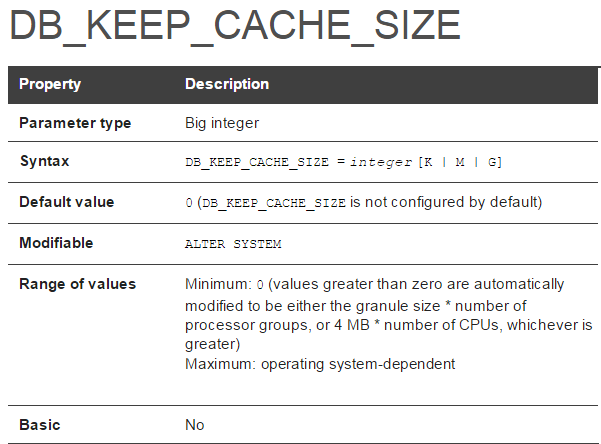 DB_KEEP_CACHE_SIZE
Property Description
Parameter type Big integer
Syntax DB_KEEP_CACHE_SIZE = integer [K | M | G]
Default value 0 (DB_KEEP_CACHE_SIZE is not configured by default)
Modifiable ALTER SYSTEM
Range of values Minimum: 0 (values greater than zero are automatically
modified to be either the granule size * number of
processor groups, or 4 MB * number of CPUs, whichever is
greater)
Maximum: operating system-dependent
Basic No